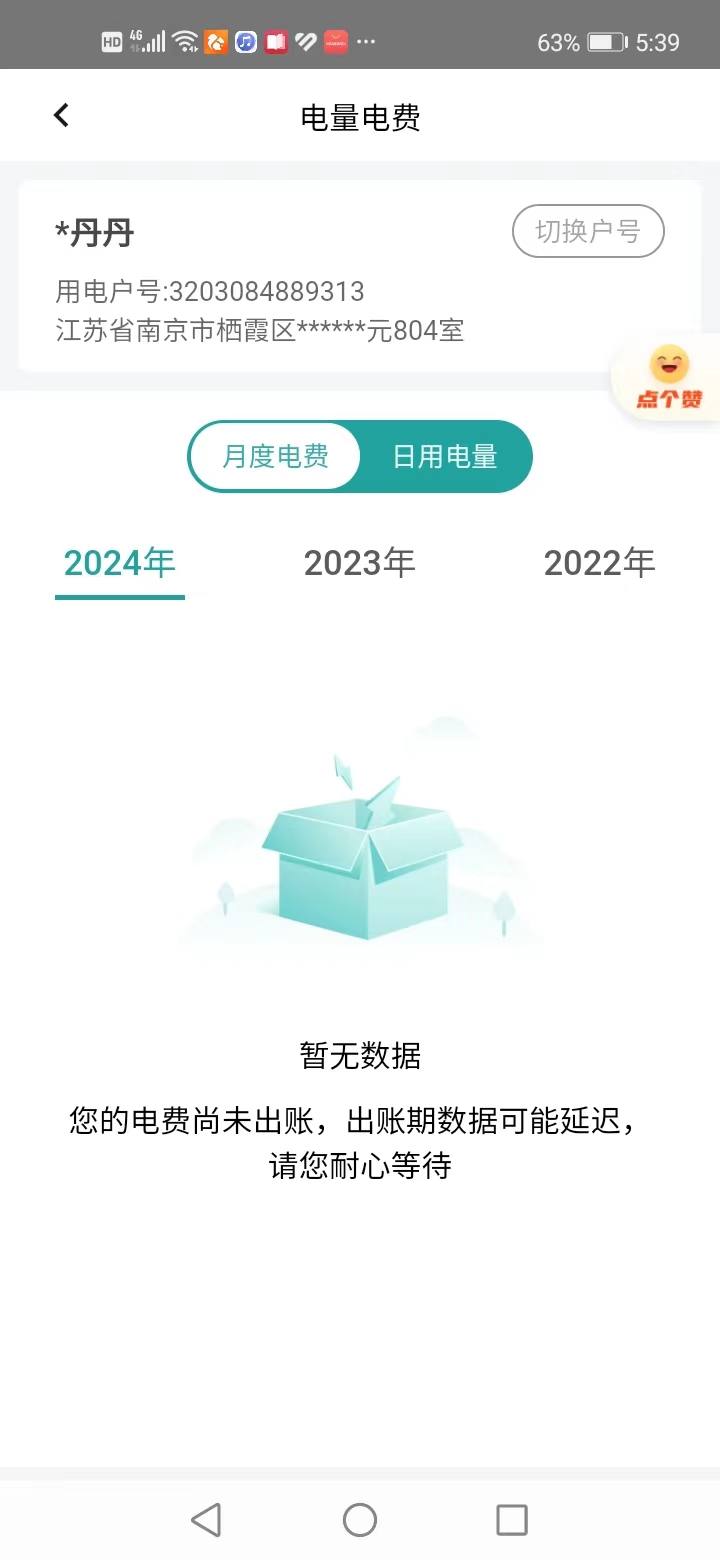 HD 4G 63% 5:39
电量电费
*丹丹
切换户号
用电户号:3203084889313
江苏省南京市栖霞区******元804室
点个赞
月度电费 日用电量
2024年 2023年 2022年
暂无数据
您的电费尚未出账，出账期数据可能延迟，
请您耐心等待